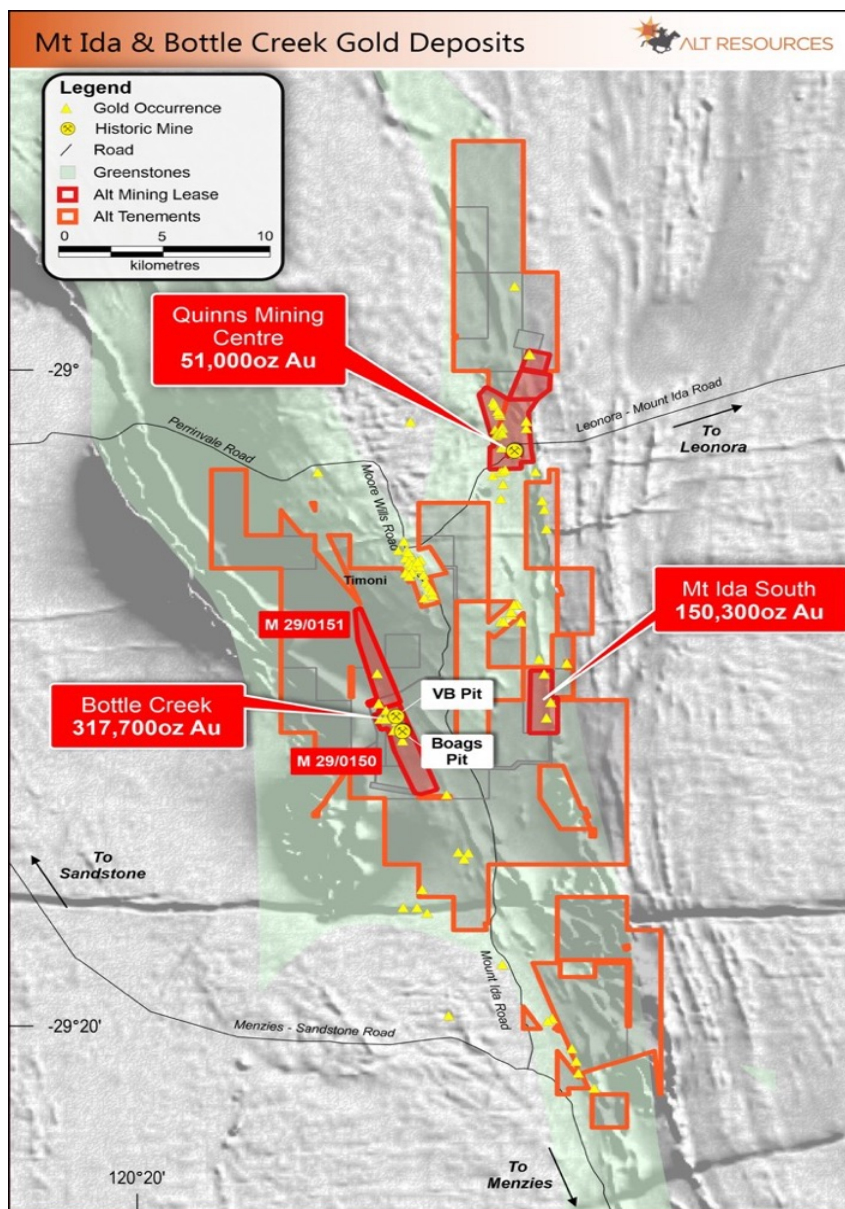 Mt Ida & Bottle Creek Gold Deposits
ALT RESOURCES
Legend
Gold Occurrence
Historic Mine
Road
Greenstones
Alt Mining Lease
Alt Tenements
0 5 10
kilometres
Quinns Mining
Centre
51,000oz Au
-29°
Perrinvale Road
Leonora - Mount Ida Road
To
Leonora
Moore Wills Road
Timoni
Mt Ida South
150,300oz Au
M 29/0151
Bottle Creek
317,700oz Au
VB Pit
Boags
Pit
M 29/0150
To
Sandstone
Mount Ida Road
-29°20'
Menzies - Sandstone Road
To
Menzies
120°20'